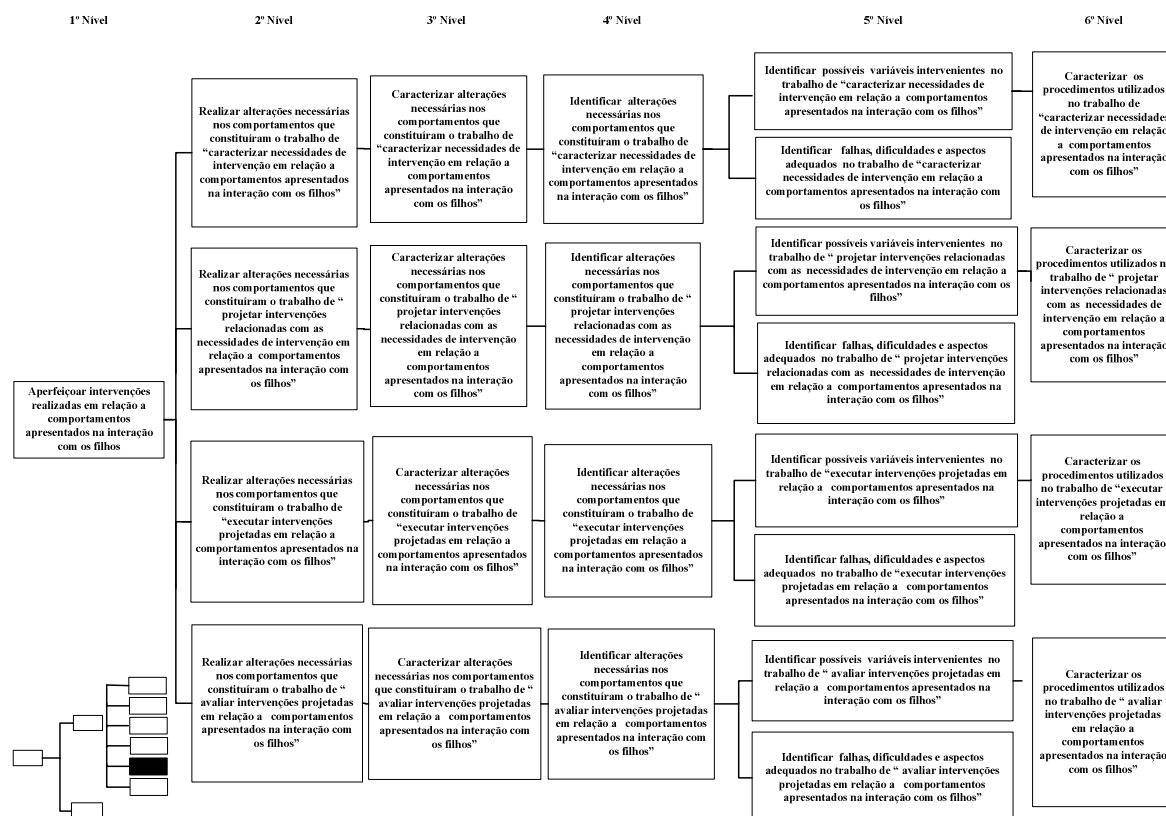 1º Nível
2º Nível
3º Nível
4º Nível
5º Nível
6º Nível
Aperfeiçoar intervenções
realizadas em relação a
comportamentos
apresentados na interação
com os filhos
Realizar alterações necessárias
nos comportamentos que
constituíram o trabalho de
“caracterizar necessidades de
intervenção em relação a
comportamentos apresentados
na interação com os filhos”
Caracterizar alterações
necessárias nos
comportamentos que
constituíram o trabalho de
“caracterizar necessidades de
intervenção em relação a
comportamentos
apresentados na interação
com os filhos”
Identificar alterações
necessárias nos
comportamentos que
constituíram o trabalho de
“caracterizar necessidades de
intervenção em relação a
comportamentos apresentados
na interação com os filhos”
Identificar possíveis variáveis intervenientes no
trabalho de “caracterizar necessidades de
intervenção em relação a comportamentos
apresentados na interação com os filhos”
Identificar falhas, dificuldades e aspectos
adequados no trabalho de “caracterizar
necessidades de intervenção em relação a
comportamentos apresentados na interação com
os filhos”
Caracterizar os
procedimentos utilizados
no trabalho de
“caracterizar necessidades
de intervenção em relação
a comportamentos
apresentados na interação
com os filhos”
Realizar alterações necessárias
nos comportamentos que
constituíram o trabalho de “
projetar intervenções
relacionadas com as
necessidades de intervenção em
relação a comportamentos
apresentados na interação com
os filhos”
Caracterizar alterações
necessárias nos
comportamentos que
constituíram o trabalho de “
projetar intervenções
relacionadas com as
necessidades de intervenção
em relação a
comportamentos
apresentados na interação
com os filhos”
Identificar alterações
necessárias nos
comportamentos que
constituíram o trabalho de “
projetar intervenções
relacionadas com as
necessidades de intervenção
em relação a
comportamentos
apresentados na interação
com os filhos”
Identificar possíveis variáveis intervenientes no
trabalho de “ projetar intervenções relacionadas
com as necessidades de intervenção em relação a
comportamentos apresentados na interação com os
filhos”
Identificar falhas, dificuldades e aspectos
adequados no trabalho de “ projetar intervenções
relacionadas com as necessidades de intervenção
em relação a comportamentos apresentados na
interação com os filhos”
Caracterizar os
procedimentos utilizados n
trabalho de “ projetar
intervenções relacionadas
com as necessidades de
intervenção em relação a
comportamentos
apresentados na interação
com os filhos”
Realizar alterações necessárias
nos comportamentos que
constituíram o trabalho de
“executar intervenções
projetadas em relação a
comportamentos apresentados na
interação com os filhos”
Caracterizar alterações
necessárias nos
comportamentos que
constituíram o trabalho de
“executar intervenções
projetadas em relação a
comportamentos apresentados
na interação com os filhos”
Identificar alterações
necessárias nos
comportamentos que
constituíram o trabalho de
“executar intervenções
projetadas em relação a
comportamentos apresentados
na interação com os filhos”
Identificar possíveis variáveis intervenientes no
trabalho de “executar intervenções projetadas em
relação a comportamentos apresentados na
interação com os filhos”
Identificar falhas, dificuldades e aspectos
adequados no trabalho de “executar intervenções
projetadas em relação a comportamentos
apresentados na interação com os filhos”
Caracterizar os
procedimentos utilizados
no trabalho de “executar
intervenções projetadas em
relação a
comportamentos
apresentados na interação
com os filhos”
Realizar alterações necessárias
nos comportamentos que
constituíram o trabalho de “
avaliar intervenções projetadas
em relação a comportamentos
apresentados na interação com
os filhos”
Caracterizar alterações
necessárias nos comportamentos
que constituíram o trabalho de “
avaliar intervenções projetadas
em relação a comportamentos
apresentados na interação com
os filhos”
Identificar alterações
necessárias nos
comportamentos que
constituíram o trabalho de “
avaliar intervenções projetadas
em relação a comportamentos
apresentados na interação com
os filhos”
Identificar possíveis variáveis intervenientes no
trabalho de “ avaliar intervenções projetadas em
relação a comportamentos apresentados na
interação com os filhos”
Identificar falhas, dificuldades e aspectos
adequados no trabalho de “ avaliar intervenções
projetadas em relação a comportamentos
apresentados na interação com os filhos”
Caracterizar os
procedimentos utilizados
no trabalho de “ avaliar
intervenções projetadas
em relação a
comportamentos
apresentados na interação
com os filhos”